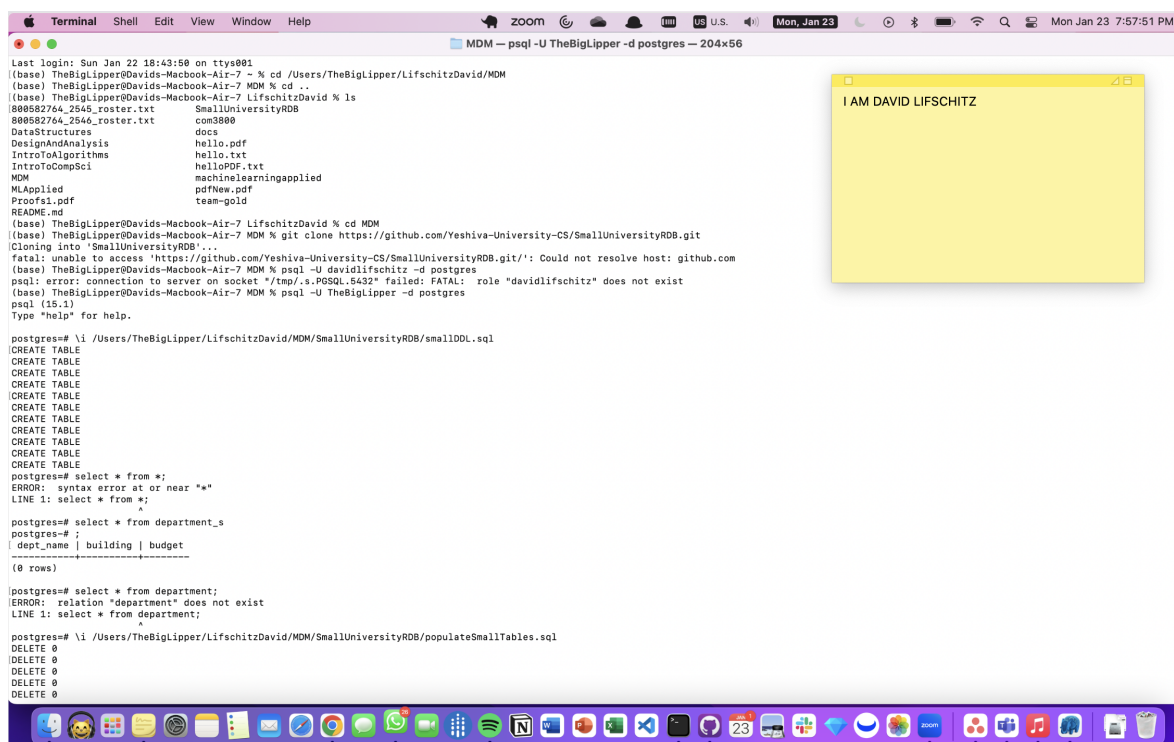 Terminal Shell Edit View Window Help zoom US U.S. Mon, Jan 23 Mon Jan 23 7:57:51 PM
MDM — psql -U TheBigLipper -d postgres — 204×56
Last login: Sun Jan 22 18:43:50 on ttys001
[(base) TheBigLipper@Davids-Macbook-Air-7 ~ % cd /Users/TheBigLipper/LifschitzDavid/MDM
(base) TheBigLipper@Davids-Macbook-Air-7 MDM % cd ..
[(base) TheBigLipper@Davids-Macbook-Air-7 LifschitzDavid % ls
800582764_2545_roster.txt SmallUniversityRDB
800582764_2546_roster.txt com3800
DataStructures docs
DesignAndAnalysis hello.pdf
IntroToAlgorithms hello.txt
IntroToCompSci helloPDF.txt
MDM machinelearningapplied
MLApplied pdfNew.pdf
Proofs1.pdf team-gold
README.md
(base) TheBigLipper@Davids-Macbook-Air-7 LifschitzDavid % cd MDM
[(base) TheBigLipper@Davids-Macbook-Air-7 MDM % git clone https://github.com/Yeshiva-University-CS/SmallUniversityRDB.git
[Cloning into 'SmallUniversityRDB'...
fatal: unable to access 'https://github.com/Yeshiva-University-CS/SmallUniversityRDB.git/': Could not resolve host: github.com
(base) TheBigLipper@Davids-Macbook-Air-7 MDM % psql -U davidlifschitz -d postgres
psql: error: connection to server on socket "/tmp/.s.PGSQL.5432" failed: FATAL:  role "davidlifschitz" does not exist
(base) TheBigLipper@Davids-Macbook-Air-7 MDM % psql -U TheBigLipper -d postgres
psql (15.1)
Type "help" for help.
postgres=# \i /Users/TheBigLipper/LifschitzDavid/MDM/SmallUniversityRDB/smallDDL.sql
[CREATE TABLE
CREATE TABLE
CREATE TABLE
CREATE TABLE
[CREATE TABLE
CREATE TABLE
CREATE TABLE
CREATE TABLE
CREATE TABLE
CREATE TABLE
CREATE TABLE
postgres=# select * from *;
ERROR:  syntax error at or near "*"
LINE 1: select * from *;
^
postgres=# select * from department_s
postgres-# ;
[ dept_name | building | budget
-----------+----------+--------
(0 rows)
[postgres=# select * from department;
[ERROR:  relation "department" does not exist
LINE 1: select * from department;
^
postgres=# \i /Users/TheBigLipper/LifschitzDavid/MDM/SmallUniversityRDB/populateSmallTables.sql
DELETE 0
[DELETE 0
DELETE 0
DELETE 0
DELETE 0
I AM DAVID LIFSCHITZ
26
JAN 1
23
zoom